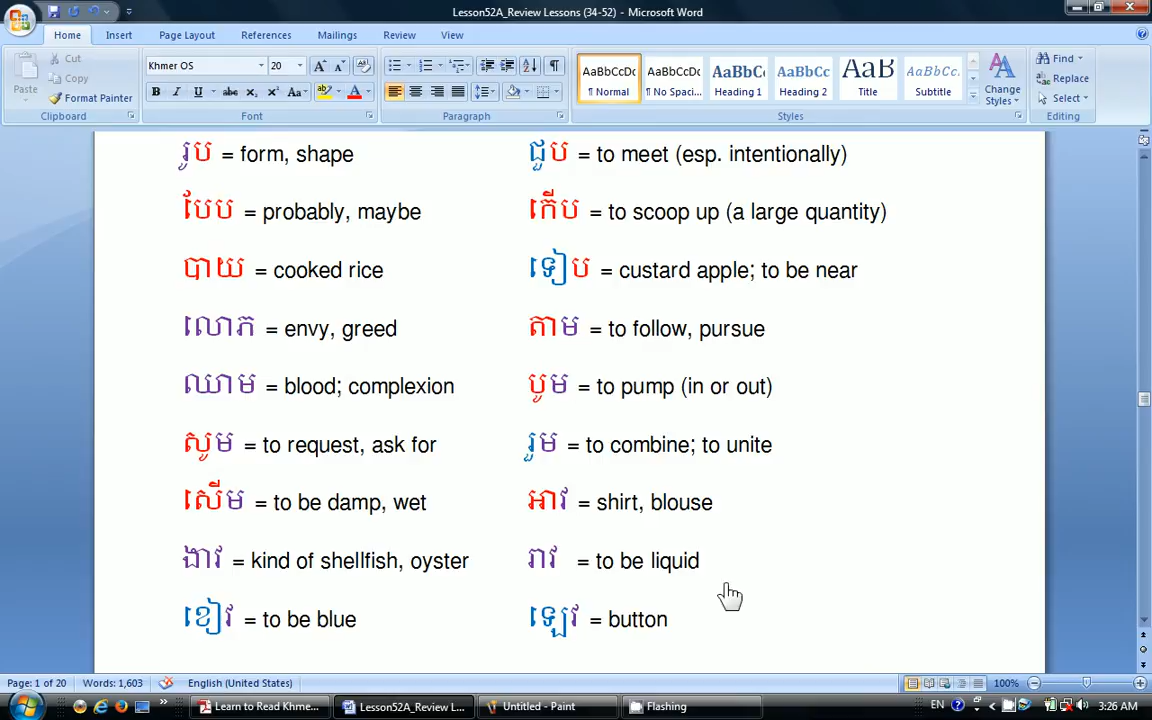 Lesson52A_Review Lessons (34-52) - Microsoft Word
Home Insert Page Layout References Mailings Review View
Paste Cut Copy Format Painter Clipboard
Khmer OS 20 Font
Paragraph
AaBbCcDc ¶ Normal AaBbCcDc ¶ No Spaci... AaBbC Heading 1 AaBbCc Heading 2 AaB Title AaBbCc. Subtitle Change Styles Styles
Find Replace Select Editing
រូប = form, shape ជួប = to meet (esp. intentionally)
បែប = probably, maybe កើប = to scoop up (a large quantity)
បាយ = cooked rice ទៀប = custard apple; to be near
លោភ = envy, greed តាម = to follow, pursue
ឈាម = blood; complexion បូម = to pump (in or out)
សូម = to request, ask for រួម = to combine; to unite
សើម = to be damp, wet អាវ = shirt, blouse
ងាវ = kind of shellfish, oyster រាវ = to be liquid
ខៀវ = to be blue ឡេវ = button
Page: 1 of 20 Words: 1,603 English (United States) 100%
Learn to Read Khme... Lesson52A_Review L... Untitled - Paint Flashing EN 3:26 AM